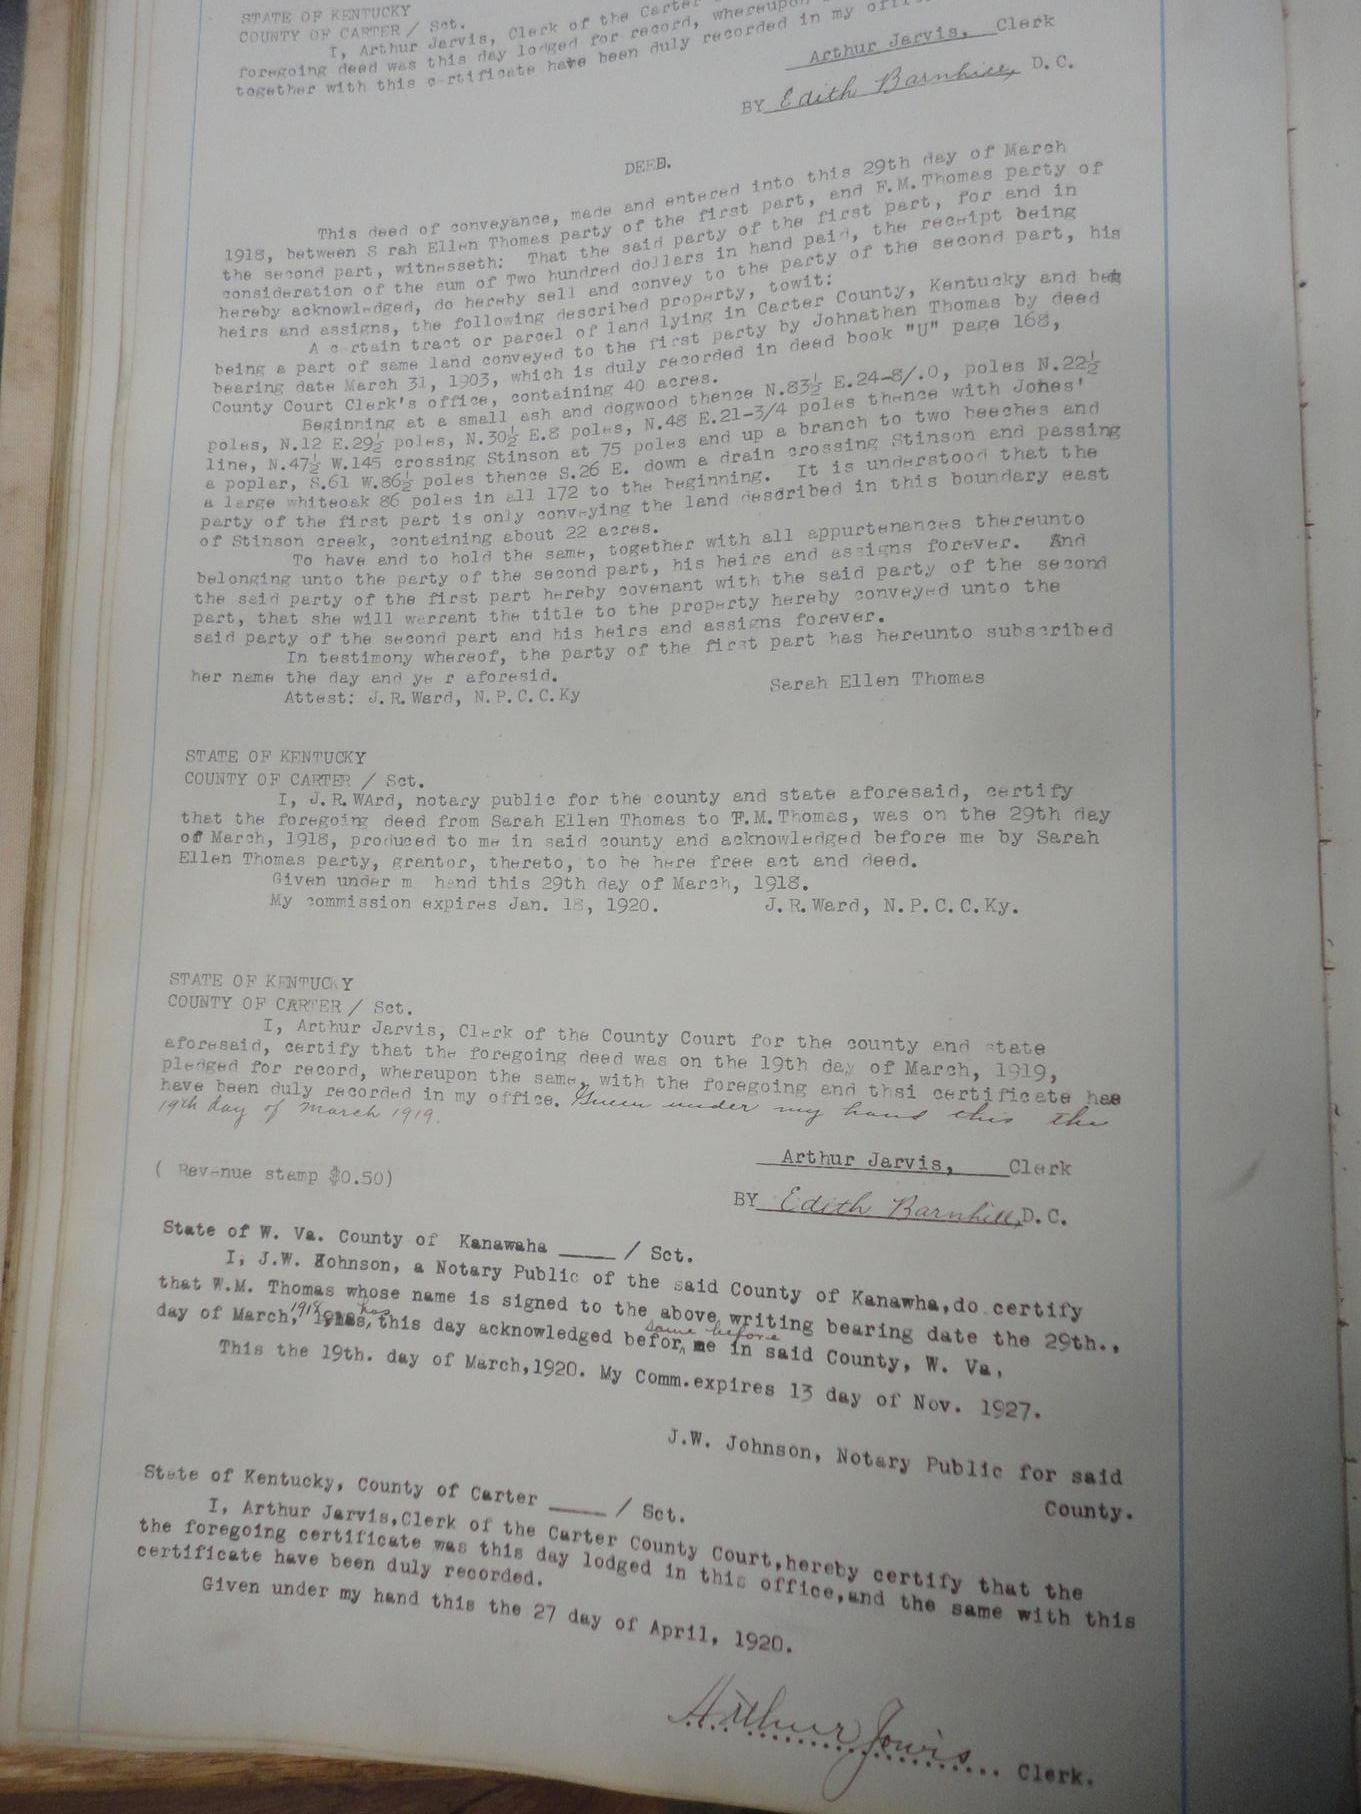 STATE OF KENTUCKY
COUNTY OF CARTER / Sct.
I, Arthur Jarvis, Clerk of the Carter
foregoing deed was this day lodged for record, whereupon
together with this c rtificate have been duly recorded in my
Arthur Jarvis, Clerk
BY Edith Barnhill, D.C.
DEED.
This deed of conveyance, made and entered into this 29th day of March
1918, between S rah Ellen Thomas party of the first part, and F.M.Thomas party of
the second part, witnesseth: That the said party of the first part, for and in
consideration of the sum of Two hundred dollars in hand paid, the receipt being
hereby acknowledged, do hereby sell and convey to the party of the second part, his
heirs and assigns, the following described property, towit:
A c rtain tract or parcel of land lying in Carter County, Kentucky and
being a part of same land conveyed to the first party by Johnathan Thomas by deed
bearing date March 31, 1903, which is duly recorded in deed book "U" page 168,
County Court Clerk's office, containing 40 acres.
Beginning at a small ash and dogwood thence N.83½ E.24-8/.0, poles N.22½
poles, N.12 E.29½ poles, N.30½ E.8 poles, N.48 E.21-3/4 poles thence with Jones'
line, N.47½ W.145 crossing Stinson at 75 poles and up a branch to two beeches and
a poplar, S.61 W.86½ poles thence S.26 E. down a drain crossing Stinson and passing
a large whiteoak 86 poles in all 172 to the beginning. It is understood that the
party of the first part is only conveying the land described in this boundary east
of Stinson creek, containing about 22 acres.
To have and to hold the same, together with all appurtenances thereunto
belonging unto the party of the second part, his heirs and assigns forever. And
the said party of the first part hereby covenant with the said party of the second
part, that she will warrant the title to the property hereby conveyed unto the
said party of the second part and his heirs and assigns forever.
In testimony whereof, the party of the first part has hereunto subscribed
her name the day and ye r aforesid.
Sarah Ellen Thomas
Attest: J.R.Ward, N.P.C.C.Ky
STATE OF KENTUCKY
COUNTY OF CARTER / Sct.
I, J.R.WArd, notary public for the county and state aforesaid, certify
that the foregoing deed from Sarah Ellen Thomas to F.M.Thomas, was on the 29th day
of March, 1918, produced to me in said county and acknowledged before me by Sarah
Ellen Thomas party, grantor, thereto, to be here free act and deed.
Given under m hand this 29th day of March, 1918.
My commission expires Jan. 18, 1920. J.R.Ward, N.P.C.C.Ky.
STATE OF KENTUCKY
COUNTY OF CARTER / Sct.
I, Arthur Jarvis, Clerk of the County Court for the county and state
aforesaid, certify that the foregoing deed was on the 19th day of March, 1919,
pledged for record, whereupon the same, with the foregoing and thsi certificate has
have been duly recorded in my office. Given under my hand this the
19th day of March 1919.
Arthur Jarvis, Clerk
( Revenue stamp $0.50)
BY Edith Barnhill, D.C.
State of W. Va. County of Kanawaha ____ / Sct.
I, J.W. Johnson, a Notary Public of the said County of Kanawha,do certify
that W.M. Thomas whose name is signed to the above writing bearing date the 29th.,
day of March, 1918, has, this day acknowledged befor, same before me in said County, W. Va,
This the 19th. day of March,1920. My Comm.expires 13 day of Nov. 1927.
J.W. Johnson, Notary Public for said
County.
State of Kentucky, County of Carter ____ / Sct.
I, Arthur Jarvis,Clerk of the Carter County Court,hereby certify that the
the foregoing certificate was this day lodged in this office,and the same with this
certificate have been duly recorded.
Given under my hand this the 27 day of April, 1920.
Arthur Jarvis
Clerk.